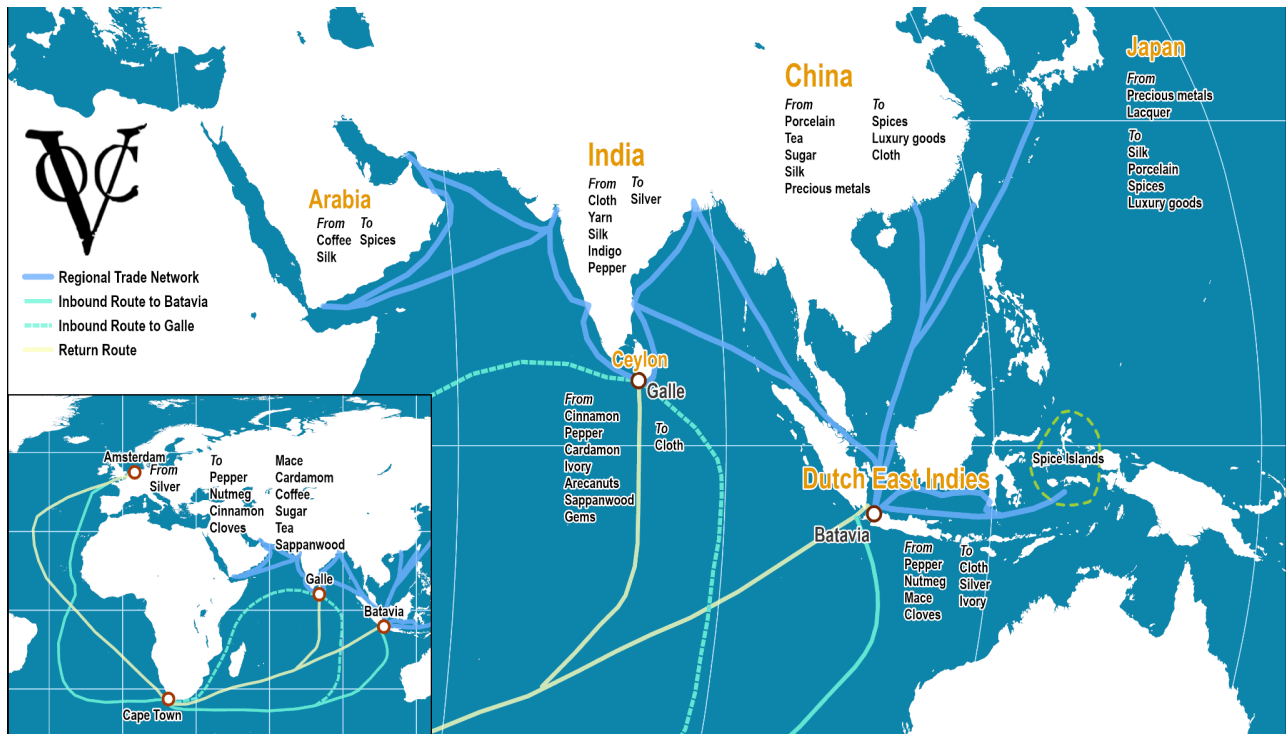 VOC
Regional Trade Network
Inbound Route to Batavia
Inbound Route to Galle
Return Route
Arabia
From
Coffee
Silk
To
Spices
India
From
Cloth
Yarn
Silk
Indigo
Pepper
To
Silver
China
From
Porcelain
Tea
Sugar
Silk
Precious metals
To
Spices
Luxury goods
Cloth
Japan
From
Precious metals
Lacquer
To
Silk
Porcelain
Spices
Luxury goods
Ceylon
Galle
From
Cinnamon
Pepper
Cardamon
Ivory
Arecanuts
Sappanwood
Gems
To
Cloth
Spice Islands
Dutch East Indies
Batavia
From
Pepper
Nutmeg
Mace
Cloves
To
Cloth
Silver
Ivory
Amsterdam
From
Silver
To
Pepper
Nutmeg
Cinnamon
Cloves
Mace
Cardamom
Coffee
Sugar
Tea
Sappanwood
Galle
Batavia
Cape Town